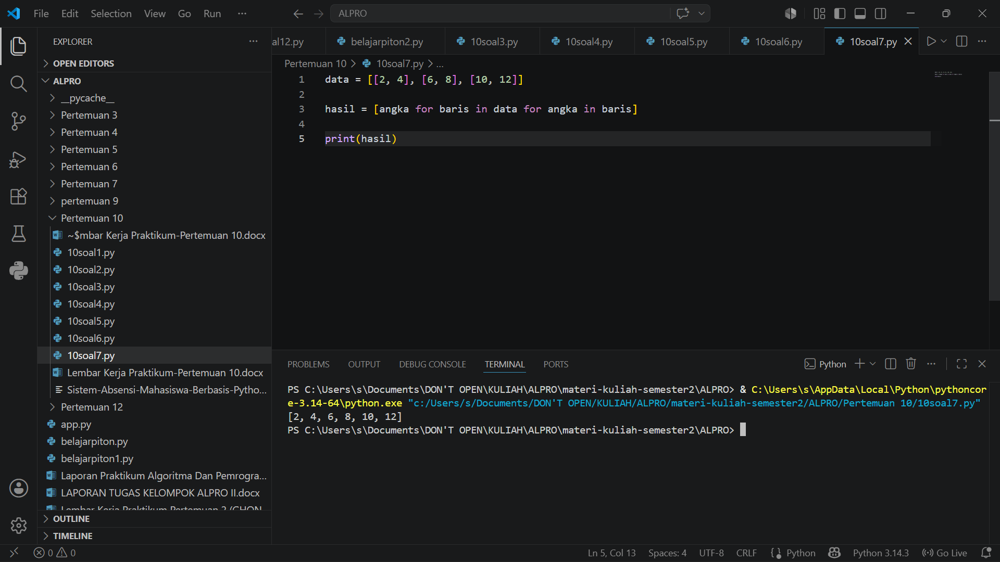 File Edit Selection View Go Run ···
ALPRO
EXPLORER
OPEN EDITORS
ALPRO
__pycache__
Pertemuan 3
Pertemuan 4
Pertemuan 5
Pertemuan 6
Pertemuan 7
pertemuan 9
Pertemuan 10
~$mbar Kerja Praktikum-Pertemuan 10.docx
10soal1.py
10soal2.py
10soal3.py
10soal4.py
10soal5.py
10soal6.py
10soal7.py
Lembar Kerja Praktikum-Pertemuan 10.docx
Sistem-Absensi-Mahasiswa-Berbasis-Pytho...
Pertemuan 12
app.py
belajarpiton.py
belajarpiton1.py
Laporan Praktikum Algoritma Dan Pemrogra...
LAPORAN TUGAS KELOMPOK ALPRO II.docx
Lembar Kerja Praktikum Pertemuan 2 (GHON
OUTLINE
TIMELINE
al12.py belajarpiton2.py 10soal3.py 10soal4.py 10soal5.py 10soal6.py 10soal7.py
Pertemuan 10 > 10soal7.py > ...
1 data = [[2, 4], [6, 8], [10, 12]]
2
3 hasil = [angka for baris in data for angka in baris]
4
5 print(hasil)
PROBLEMS OUTPUT DEBUG CONSOLE TERMINAL PORTS
Python
PS C:\Users\s\Documents\DON'T OPEN\KULIAH\ALPRO\materi-kuliah-semester2\ALPRO> & C:\Users\s\AppData\Local\Python\pythoncor
e-3.14-64\python.exe "c:/Users/s/Documents/DON'T OPEN/KULIAH/ALPRO/materi-kuliah-semester2/ALPRO/Pertemuan 10/10soal7.py"
[2, 4, 6, 8, 10, 12]
PS C:\Users\s\Documents\DON'T OPEN\KULIAH\ALPRO\materi-kuliah-semester2\ALPRO>
0 0 Ln 5, Col 13 Spaces: 4 UTF-8 CRLF { } Python Python 3.14.3 Go Live